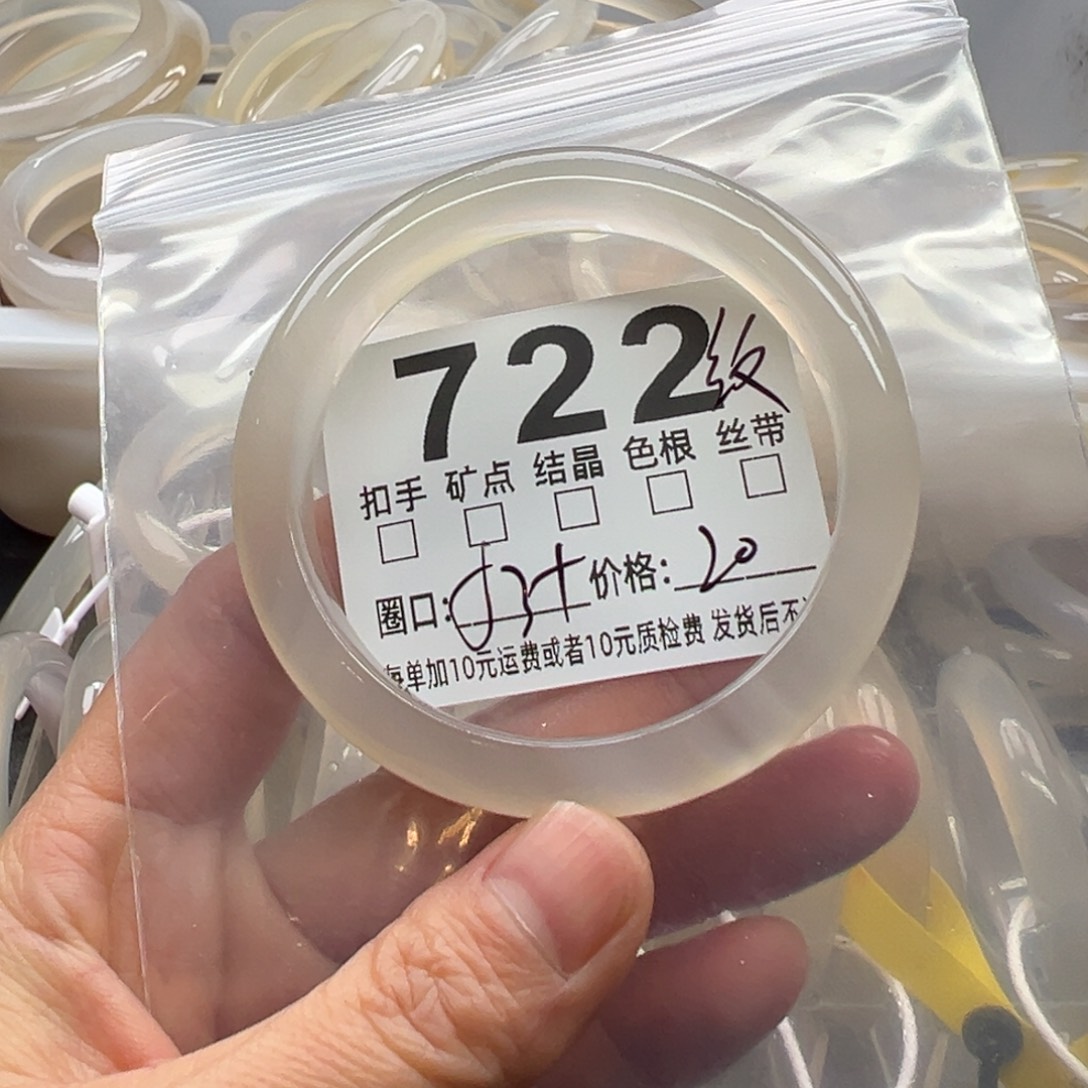 722纹
扣手 矿点 结晶 色根 丝带
圈口: 价格: 20
每单加10元运费或者10元质检费 发货后不